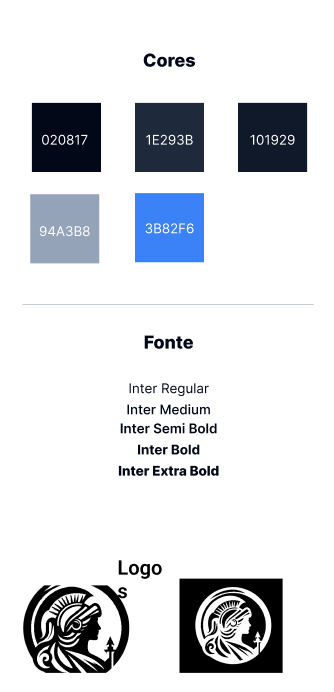 Cores
020817 1E293B 101929
94A3B8 3B82F6
Fonte
Inter Regular
Inter Medium
Inter Semi Bold
Inter Bold
Inter Extra Bold
Logo
s